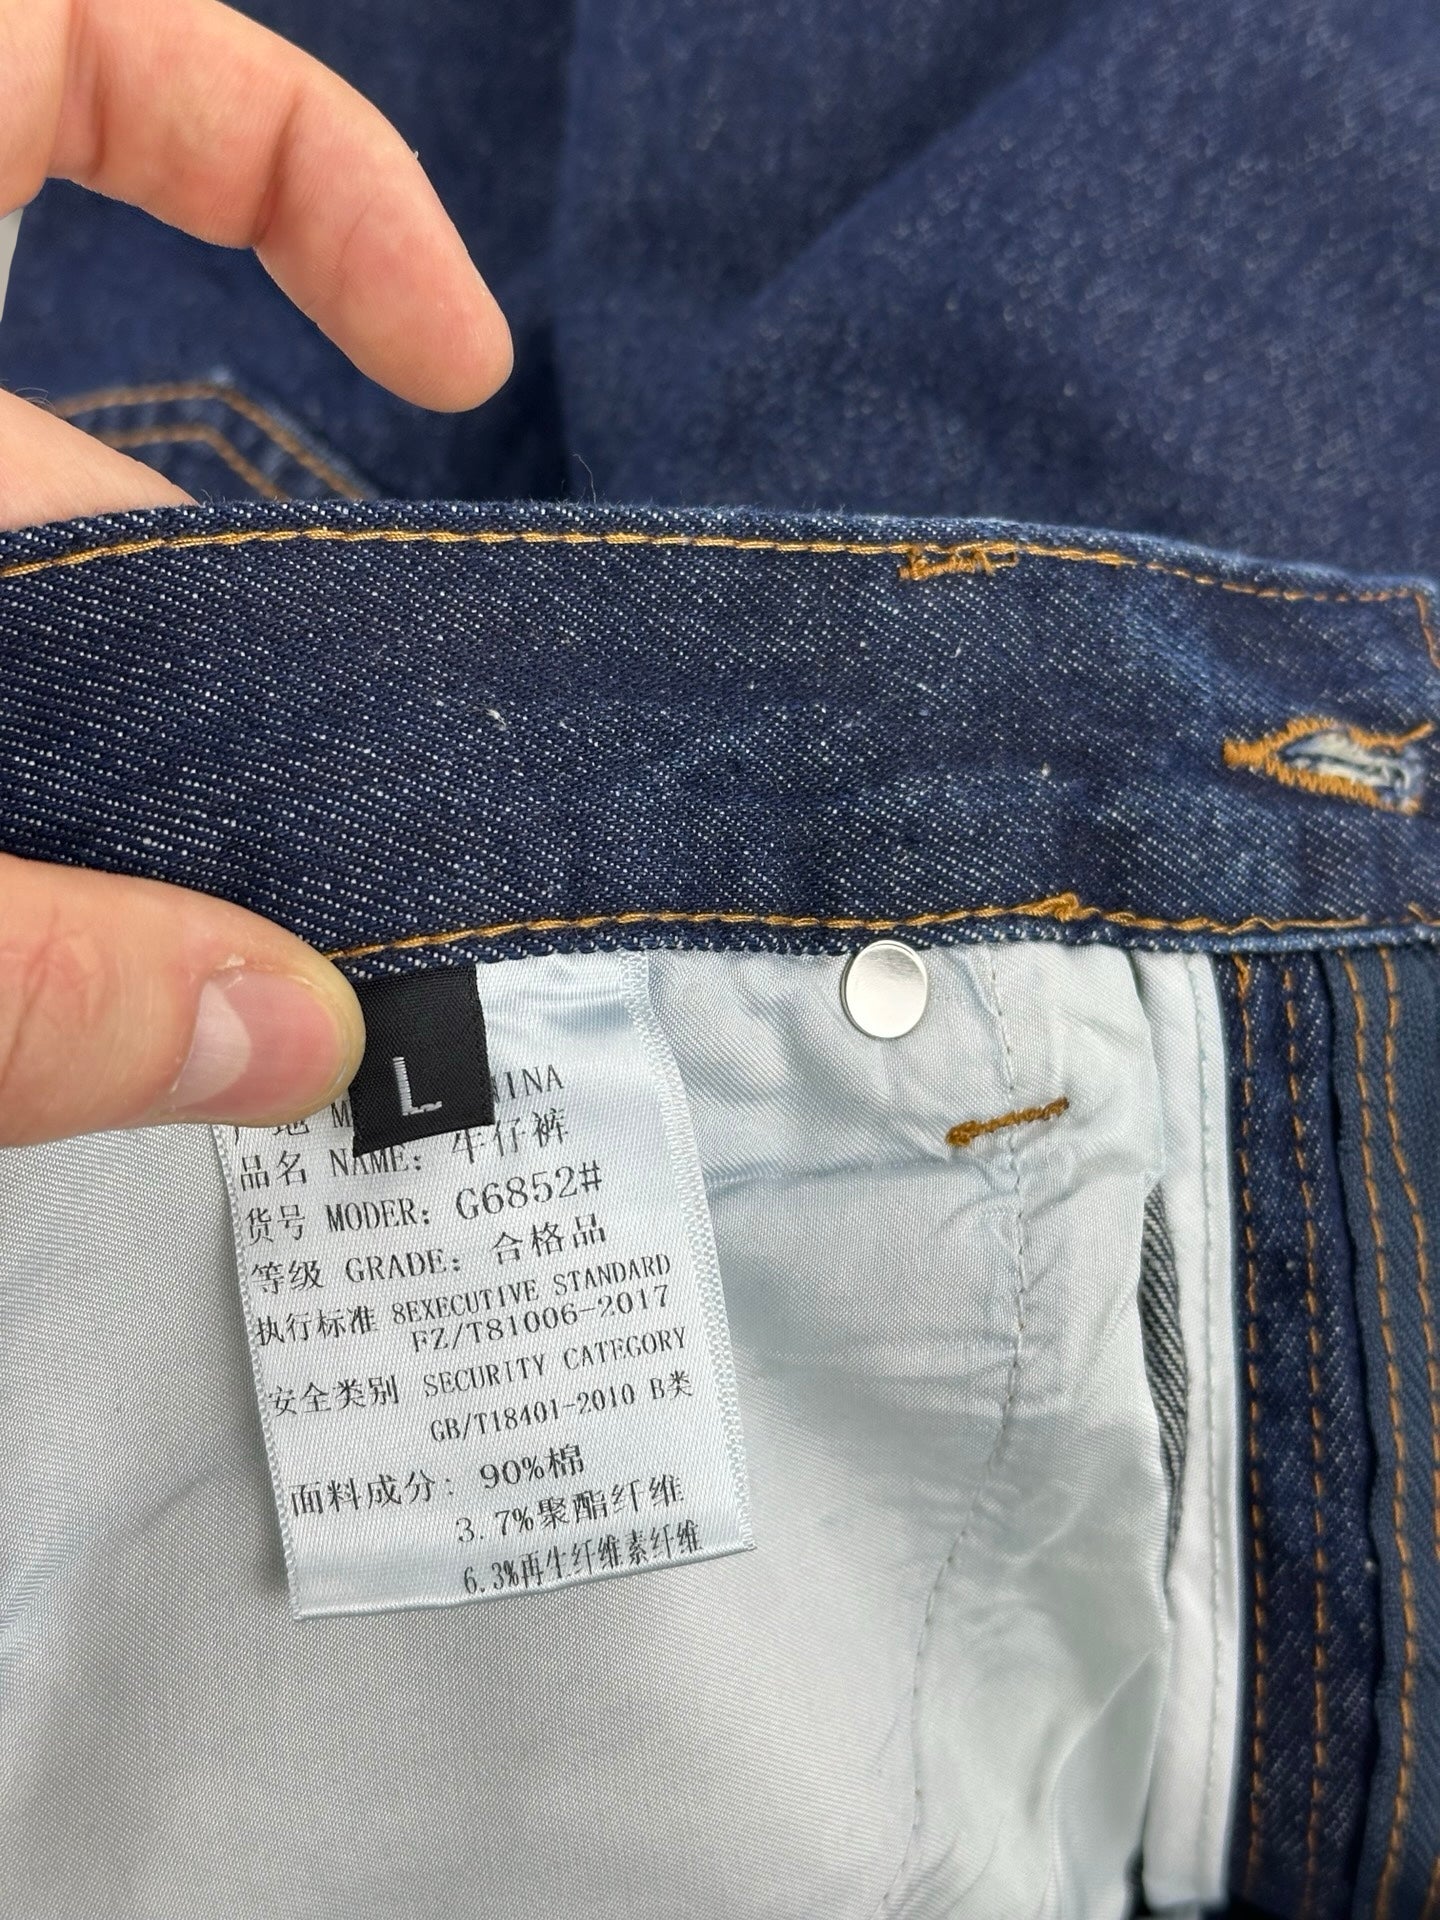 L
产地 M
INA
品名 NAME: 牛仔裤
货号 MODER: G6852#
等级 GRADE: 合格品
执行标准 8EXECUTIVE STANDARD
FZ/T81006-2017
安全类别 SECURITY CATEGORY
GB/T18401-2010 B类
面料成分: 90%棉
3.7%聚酯纤维
6.3%再生纤维素纤维